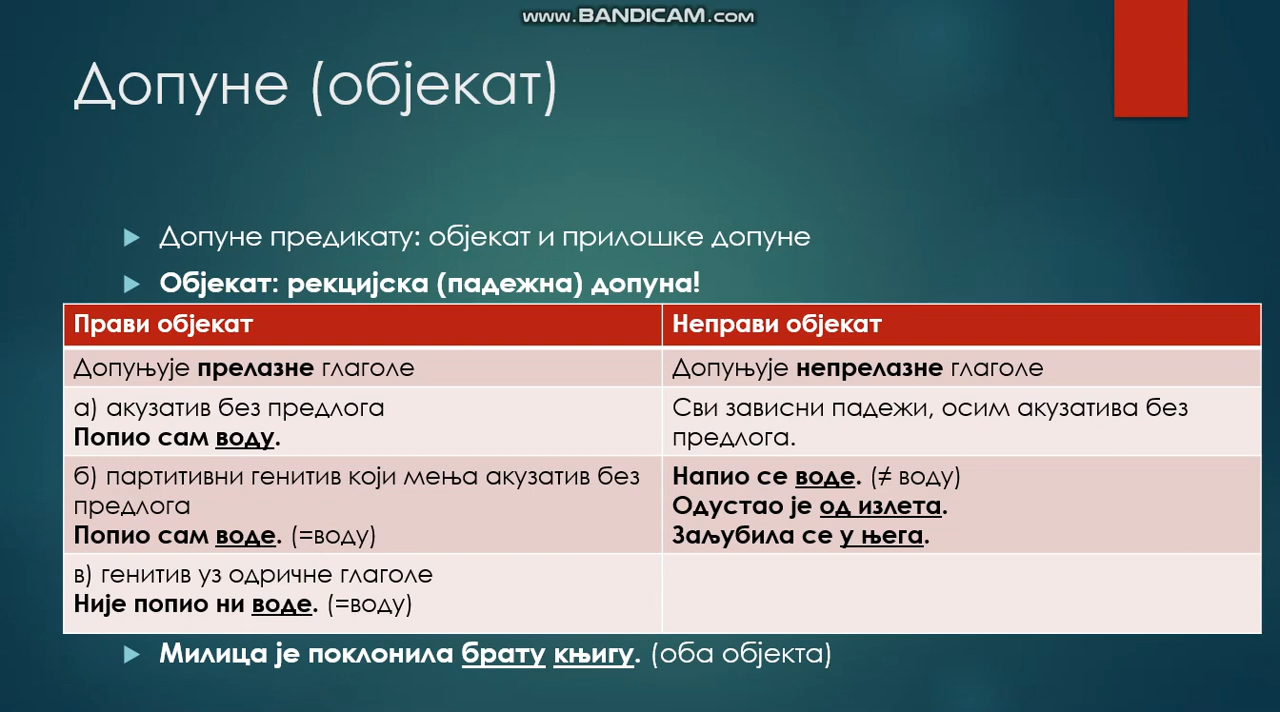 www.BANDICAM.com
Допуне (објекат)
Допуне предикату: објекат и прилошке допуне
Објекат: рекцијска (падежна) допуна!
Прави објекат
Неправи објекат
Допуњује прелазне глаголе
Допуњује непрелазне глаголе
а) акузатив без предлога
Попио сам воду.
Сви зависни падежи, осим акузатива без
предлога.
б) партитивни генитив који мења акузатив без
предлога
Попио сам воде. (=воду)
Напио се воде. (≠ воду)
Одустао је од излета.
Заљубила се у њега.
в) генитив уз одричне глаголе
Није попио ни воде. (=воду)
Милица је поклонила брату књигу. (оба објекта)